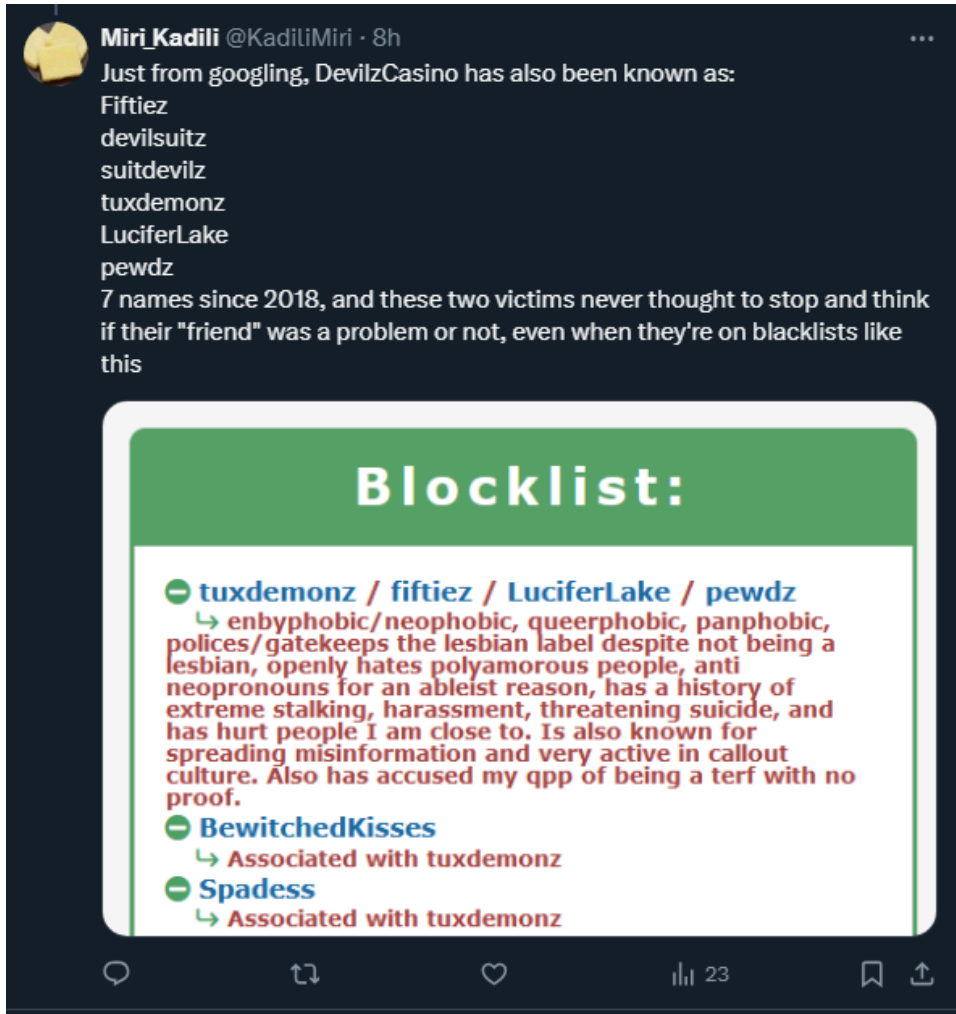 Miri_Kadili @KadiliMiri · 8h
Just from googling, DevilzCasino has also been known as:
Fiftiez
devilsuitz
suitdevilz
tuxdemonz
LuciferLake
pewdz
7 names since 2018, and these two victims never thought to stop and think
if their "friend" was a problem or not, even when they're on blacklists like
this
Blocklist:
tuxdemonz / fiftiez / LuciferLake / pewdz
↳ enbyphobic/neophobic, queerphobic, panphobic,
polices/gatekeeps the lesbian label despite not being a
lesbian, openly hates polyamorous people, anti
neopronouns for an ableist reason, has a history of
extreme stalking, harassment, threatening suicide, and
has hurt people I am close to. Is also known for
spreading misinformation and very active in callout
culture. Also has accused my qpp of being a terf with no
proof.
BewitchedKisses
↳ Associated with tuxdemonz
Spadess
↳ Associated with tuxdemonz
23